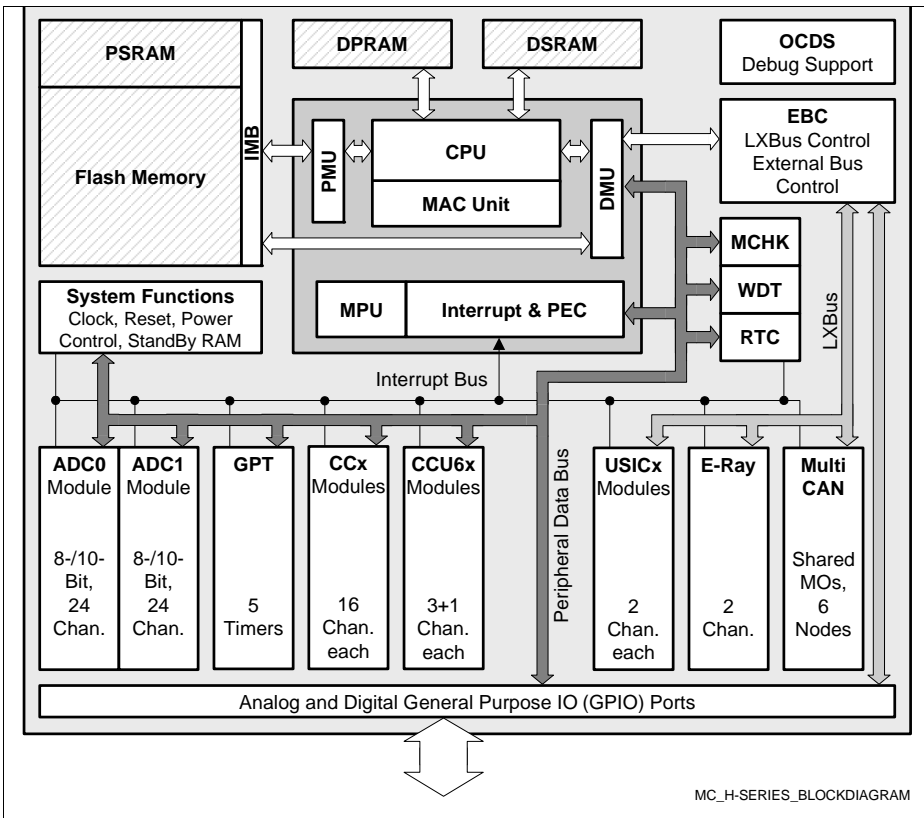 PSRAM
Flash Memory
IMB
DPRAM
DSRAM
OCDS
Debug Support
PMU
CPU
MAC Unit
DMU
EBC
LXBus Control
External Bus
Control
MPU
Interrupt & PEC
MCHK
WDT
RTC
LXBus
System Functions
Clock, Reset, Power
Control, StandBy RAM
Interrupt Bus
Peripheral Data Bus
ADC0
Module
8-/10-
Bit,
24
Chan.
ADC1
Module
8-/10-
Bit,
24
Chan.
GPT
5
Timers
CCx
Modules
16
Chan.
each
CCU6x
Modules
3+1
Chan.
each
USICx
Modules
2
Chan.
each
E-Ray
2
Chan.
Multi
CAN
Shared
MOs,
6
Nodes
Analog and Digital General Purpose IO (GPIO) Ports
MC_H-SERIES_BLOCKDIAGRAM